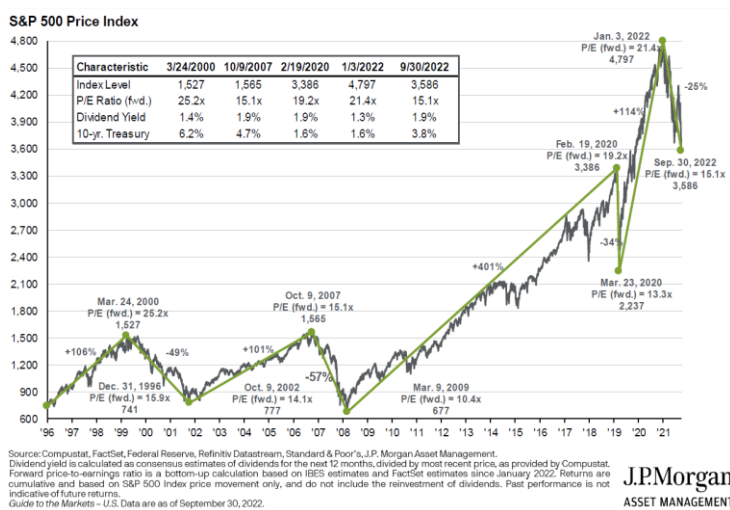 S&P 500 Price Index
Characteristic 3/24/2000 10/9/2007 2/19/2020 1/3/2022 9/30/2022
Index Level 1,527 1,565 3,386 4,797 3,586
P/E Ratio (fwd.) 25.2x 15.1x 19.2x 21.4x 15.1x
Dividend Yield 1.4% 1.9% 1.9% 1.3% 1.9%
10-yr. Treasury 6.2% 4.7% 1.6% 1.6% 3.8%
4,800
4,500
4,200
3,900
3,600
3,300
3,000
2,700
2,400
2,100
1,800
1,500
1,200
900
600
Jan. 3, 2022
P/E (fwd.) = 21.4x
4,797
-25%
+114%
Feb. 19, 2020
P/E (fwd.) = 19.2x
3,386
Sep. 30, 2022
P/E (fwd.) = 15.1x
3,586
-34%
+401%
Mar. 23, 2020
P/E (fwd.) = 13.3x
2,237
Mar. 24, 2000
P/E (fwd.) = 25.2x
1,527
Oct. 9, 2007
P/E (fwd.) = 15.1x
1,565
+106%
-49%
+101%
-57%
Dec. 31, 1996
P/E (fwd.) = 15.9x
741
Oct. 9, 2002
P/E (fwd.) = 14.1x
777
Mar. 9, 2009
P/E (fwd.) = 10.4x
677
'96 '97 '98 '99 '00 '01 '02 '03 '04 '05 '06 '07 '08 '09 '10 '11 '12 '13 '14 '15 '16 '17 '18 '19 '20 '21
Source: Compustat, FactSet, Federal Reserve, Refinitiv Datastream, Standard & Poor's, J.P. Morgan Asset Management.
Dividend yield is calculated as consensus estimates of dividends for the next 12 months, divided by most recent price, as provided by Compustat.
Forward price-to-earnings ratio is a bottom-up calculation based on IBES estimates and FactSet estimates since January 2022. Returns are
cumulative and based on S&P 500 Index price movement only, and do not include the reinvestment of dividends. Past performance is not
indicative of future returns.
Guide to the Markets – U.S. Data are as of September 30, 2022.
J.P.Morgan
ASSET MANAGEMENT